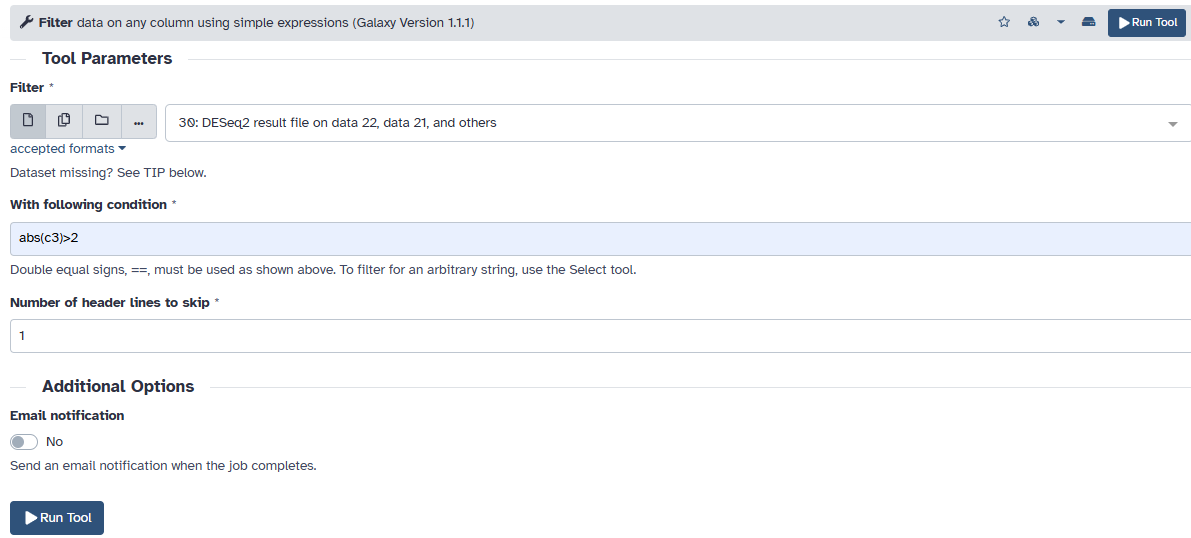 Filter data on any column using simple expressions (Galaxy Version 1.1.1)
Run Tool
Tool Parameters
Filter *
...
30: DESeq2 result file on data 22, data 21, and others
accepted formats
Dataset missing? See TIP below.
With following condition *
abs(c3)>2
Double equal signs, ==, must be used as shown above. To filter for an arbitrary string, use the Select tool.
Number of header lines to skip *
1
Additional Options
Email notification
No
Send an email notification when the job completes.
Run Tool